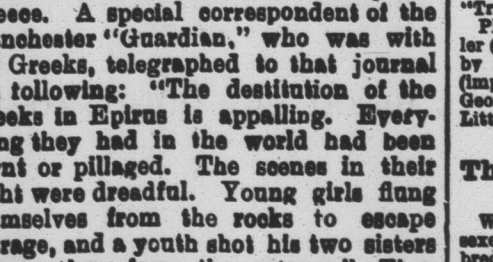 eece. A special correspondent of the
nchester "Guardian," who was with
Greeks, telegraphed to that journal
following: "The destitution of the
eeks in Epirus is appalling. Every-
ng they had in the world had been
nt or pillaged. The scenes in their
ht were dreadful. Young girls flung
mselves from the rocks to escape
rage, and a youth shot his two sisters
"Tr
P
ler
by
(imp
Geo
Litt
Th
w
sexe